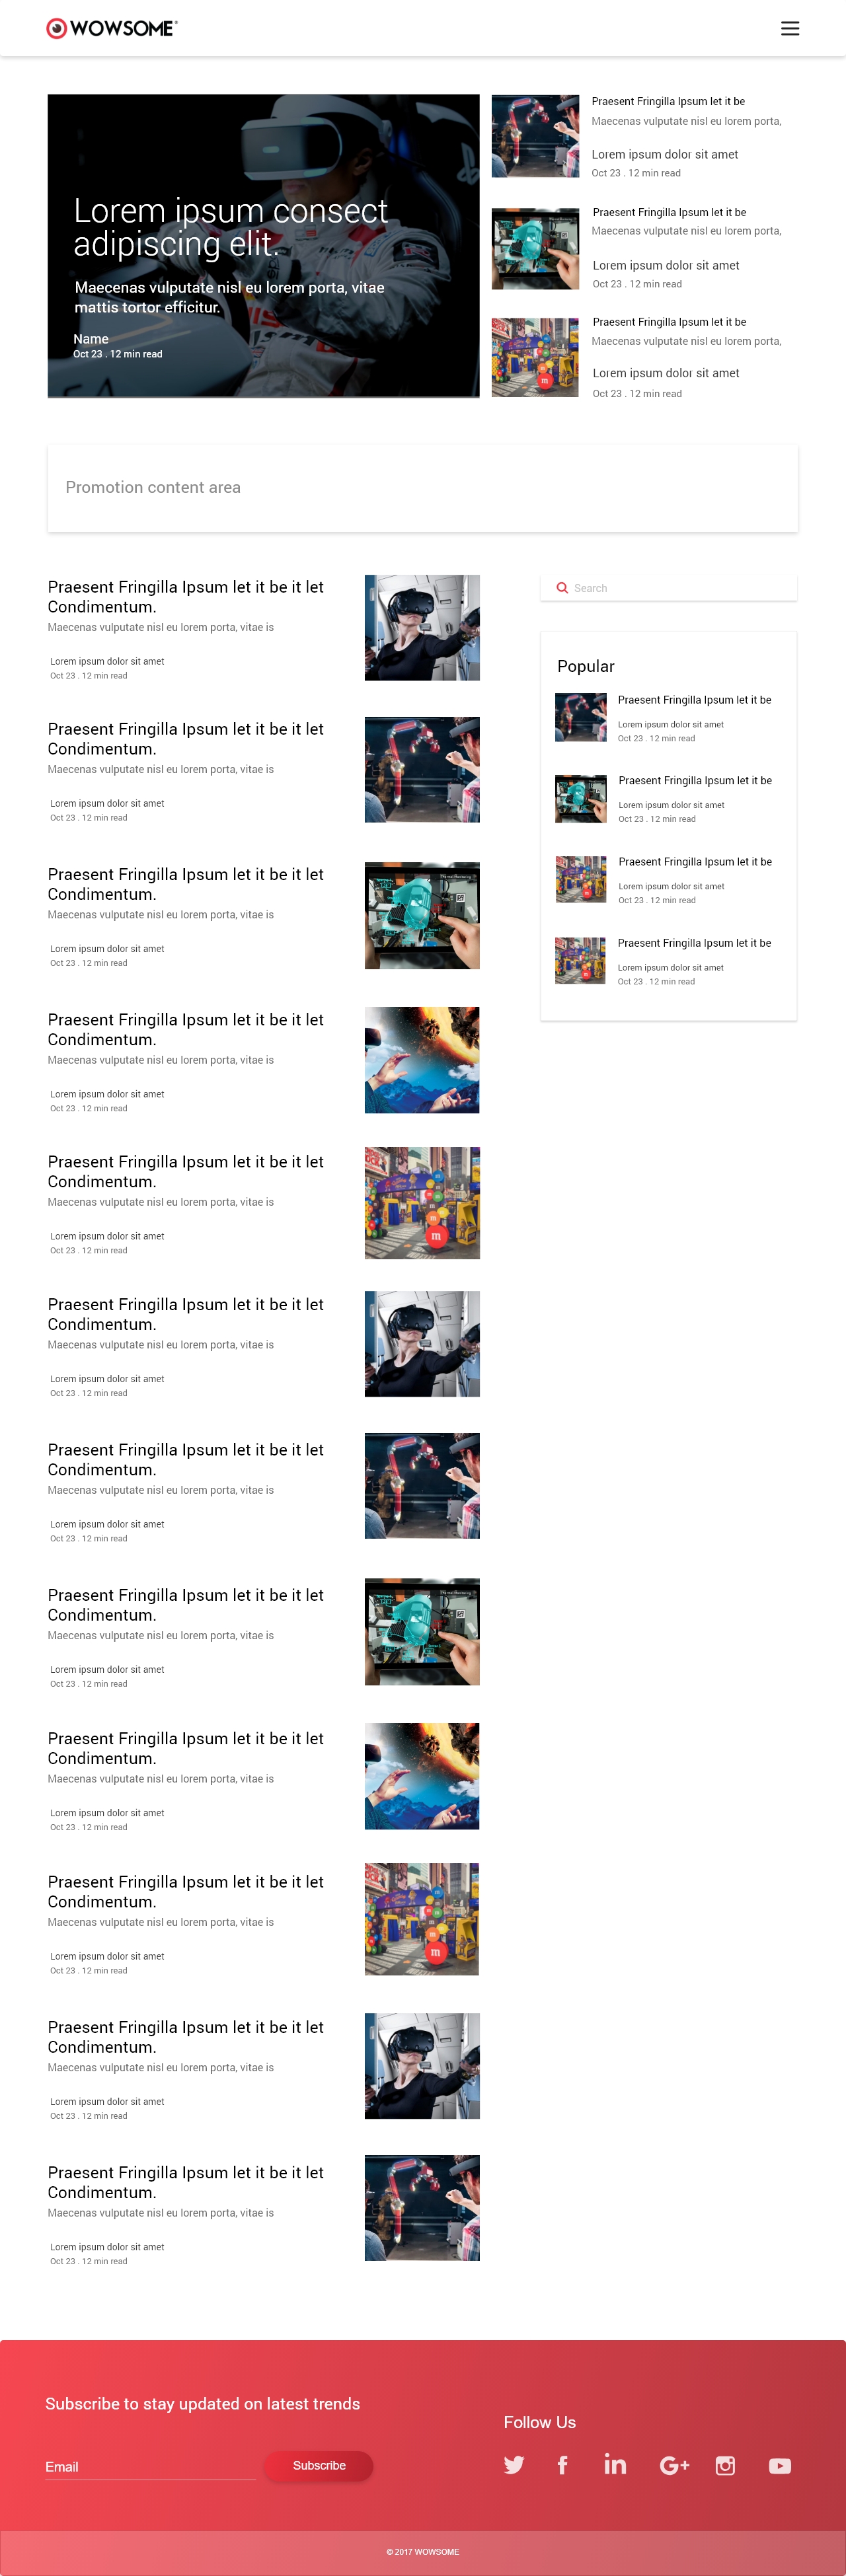 WOWSOME
Lorem ipsum consect
adipiscing elit.
Maecenas vulputate nisl eu lorem porta, vitae
mattis tortor efficitur.
Name
Oct 23 . 12 min read
Praesent Fringilla Ipsum let it be
Maecenas vulputate nisl eu lorem porta,
Lorem ipsum dolor sit amet
Oct 23 . 12 min read
Praesent Fringilla Ipsum let it be
Maecenas vulputate nisl eu lorem porta,
Lorem ipsum dolor sit amet
Oct 23 . 12 min read
Praesent Fringilla Ipsum let it be
Maecenas vulputate nisl eu lorem porta,
Lorem ipsum dolor sit amet
Oct 23 . 12 min read
Promotion content area
Praesent Fringilla Ipsum let it be it let
Condimentum.
Maecenas vulputate nisl eu lorem porta, vitae is
Lorem ipsum dolor sit amet
Oct 23 . 12 min read
Praesent Fringilla Ipsum let it be it let
Condimentum.
Maecenas vulputate nisl eu lorem porta, vitae is
Lorem ipsum dolor sit amet
Oct 23 . 12 min read
Praesent Fringilla Ipsum let it be it let
Condimentum.
Maecenas vulputate nisl eu lorem porta, vitae is
Lorem ipsum dolor sit amet
Oct 23 . 12 min read
Praesent Fringilla Ipsum let it be it let
Condimentum.
Maecenas vulputate nisl eu lorem porta, vitae is
Lorem ipsum dolor sit amet
Oct 23 . 12 min read
Praesent Fringilla Ipsum let it be it let
Condimentum.
Maecenas vulputate nisl eu lorem porta, vitae is
Lorem ipsum dolor sit amet
Oct 23 . 12 min read
Praesent Fringilla Ipsum let it be it let
Condimentum.
Maecenas vulputate nisl eu lorem porta, vitae is
Lorem ipsum dolor sit amet
Oct 23 . 12 min read
Praesent Fringilla Ipsum let it be it let
Condimentum.
Maecenas vulputate nisl eu lorem porta, vitae is
Lorem ipsum dolor sit amet
Oct 23 . 12 min read
Praesent Fringilla Ipsum let it be it let
Condimentum.
Maecenas vulputate nisl eu lorem porta, vitae is
Lorem ipsum dolor sit amet
Oct 23 . 12 min read
Praesent Fringilla Ipsum let it be it let
Condimentum.
Maecenas vulputate nisl eu lorem porta, vitae is
Lorem ipsum dolor sit amet
Oct 23 . 12 min read
Praesent Fringilla Ipsum let it be it let
Condimentum.
Maecenas vulputate nisl eu lorem porta, vitae is
Lorem ipsum dolor sit amet
Oct 23 . 12 min read
Praesent Fringilla Ipsum let it be it let
Condimentum.
Maecenas vulputate nisl eu lorem porta, vitae is
Lorem ipsum dolor sit amet
Oct 23 . 12 min read
Praesent Fringilla Ipsum let it be it let
Condimentum.
Maecenas vulputate nisl eu lorem porta, vitae is
Lorem ipsum dolor sit amet
Oct 23 . 12 min read
Search
Popular
Praesent Fringilla Ipsum let it be
Lorem ipsum dolor sit amet
Oct 23 . 12 min read
Praesent Fringilla Ipsum let it be
Lorem ipsum dolor sit amet
Oct 23 . 12 min read
Praesent Fringilla Ipsum let it be
Lorem ipsum dolor sit amet
Oct 23 . 12 min read
Praesent Fringilla Ipsum let it be
Lorem ipsum dolor sit amet
Oct 23 . 12 min read
Subscribe to stay updated on latest trends
Email
Subscribe
Follow Us
© 2017 WOWSOME